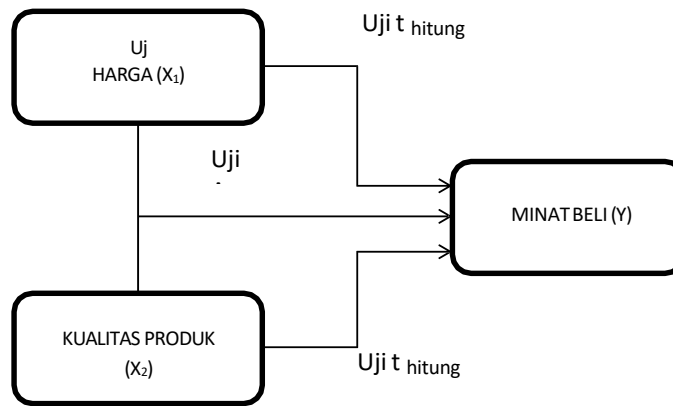 Uji t hitung
Uj
HARGA (X₁)
Uji
MINAT BELI (Y)
KUALITAS PRODUK
(X₂)
Uji t hitung